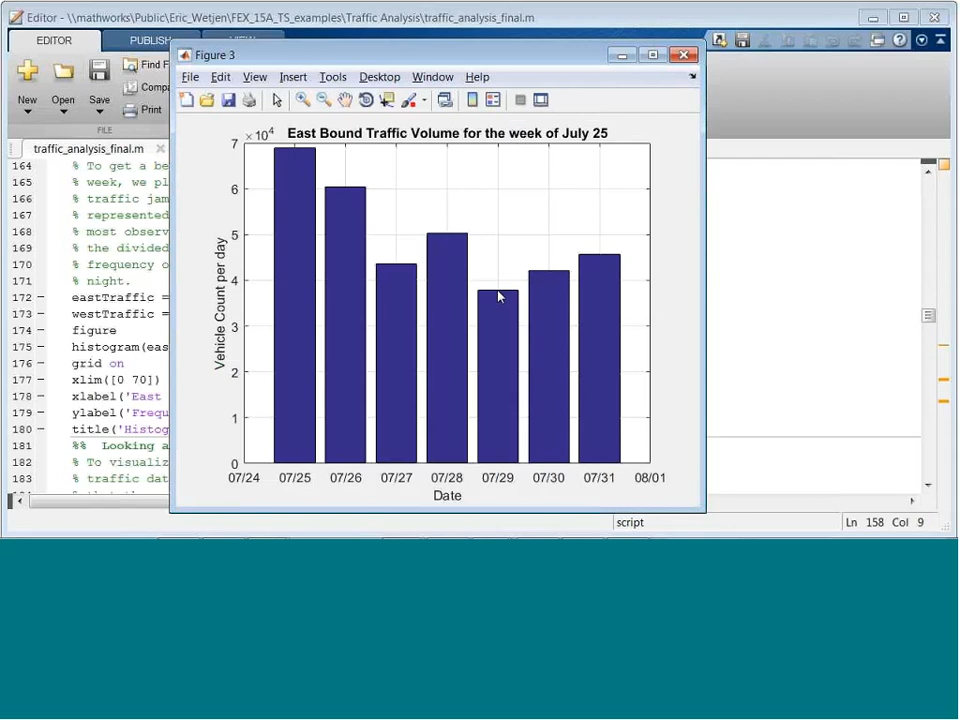 Editor - \\mathworks\Public\Eric_Wetjen\FEX_15A_TS_examples\Traffic Analysis\traffic_analysis_final.m
EDITOR
PUBLISH
VIEW
New
Open
Save
Find F
Compa
Print
FILE
traffic_analysis_final.m
Figure 3
File Edit View Insert Tools Desktop Window Help
×10⁴
East Bound Traffic Volume for the week of July 25
7
6
5
4
3
2
1
0
Vehicle Count per day
07/24 07/25 06/26 07/27 07/28 07/29 07/30 07/31 08/01
Date
164 % To get a be
165 % week, we pl
166 % traffic jam
167 % represented
168 % most observ
169 % the divided
170 % frequency o
171 % night.
172 − eastTraffic =
173 − westTraffic =
174 − figure
175 − histogram(eas
176 − grid on
177 − xlim([0 70])
178 − xlabel('East
179 − ylabel('Frequ
180 − title('Histog
181 %% Looking a
182 % To visualiz
183 % traffic dat
script
Ln 158 Col 9